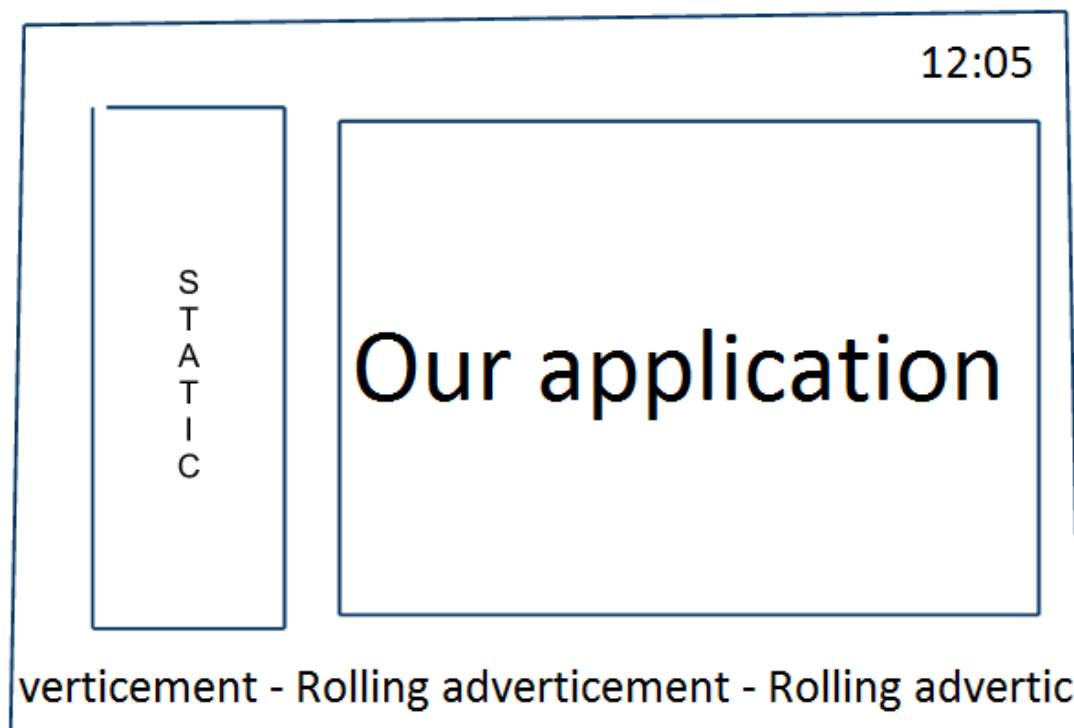 12:05
S
T
A
T
I
C
Our application
verticement - Rolling adverticement - Rolling advertic